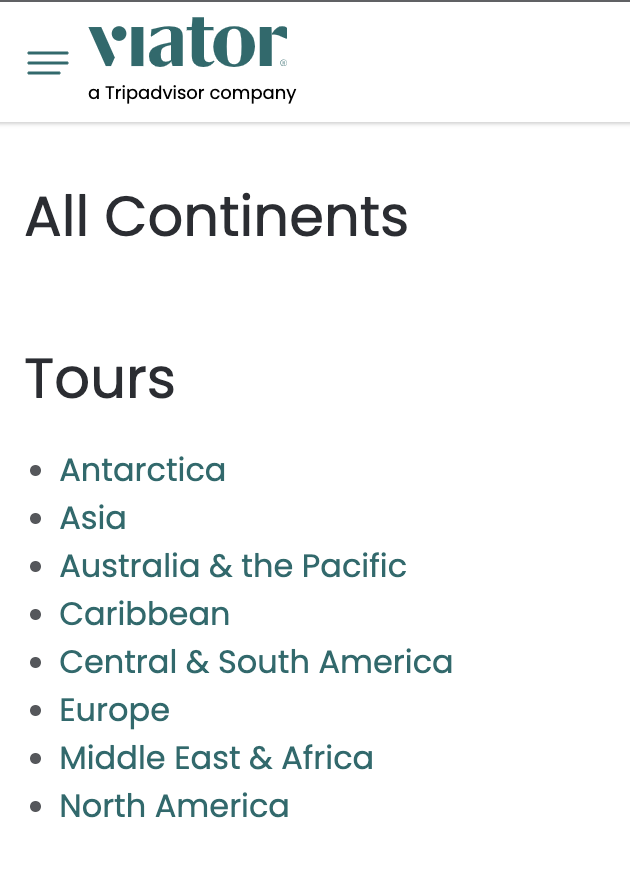 viator®
a Tripadvisor company
All Continents
Tours
Antarctica
Asia
Australia & the Pacific
Caribbean
Central & South America
Europe
Middle East & Africa
North America